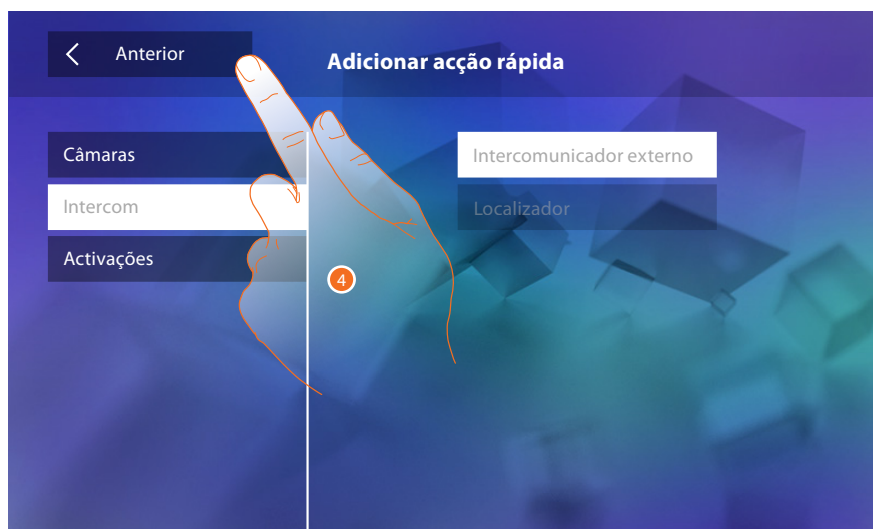 Anterior
Adicionar acção rápida
Câmaras
Intercomunicador externo
Intercom
Localizador
Activações
4